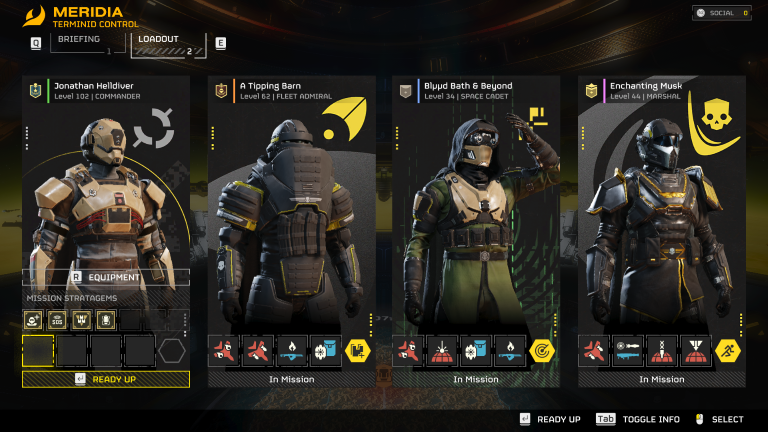 MERIDIA
TERMINID CONTROL
SOCIAL 0
Q BRIEFING 1 LOADOUT 2 E
Jonathan Helldiver
Level 102 | COMMANDER
A Tipping Barn
Level 62 | FLEET ADMIRAL
Blμμd Bath & Beyond
Level 34 | SPACE CADET
Enchanting Musk
Level 44 | MARSHAL
R EQUIPMENT
MISSION STRATAGEMS
SOS
READY UP
In Mission
In Mission
In Mission
READY UP Tab TOGGLE INFO SELECT